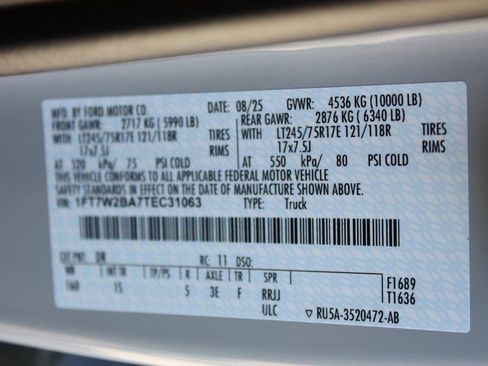 MFG. BY FORD MOTOR CO. DATE: 08/25 GVWR: 4536 KG (10000 LB)
FRONT GAWR: 2717 KG (5990 LB) REAR GAWR: 2876 KG (6340 LB)
WITH LT245/75R17E 121/118R TIRES WITH LT245/75R17E 121/118R TIRES
17x7.5J RIMS 17x7.5J RIMS
AT 520 kPa/ 75 PSI COLD AT 550 kPa/ 80 PSI COLD
THIS VEHICLE CONFORMS TO ALL APPLICABLE FEDERAL MOTOR VEHICLE
SAFETY STANDARDS IN EFFECT ON THE DATE OF MANUFACTURE SHOWN ABOVE.
VIN: 1FT7W2BA7TEC31063 TYPE: Truck
EXT PNT: DR RC: 11 DSO:
WB INT TR TP/PS R AXLE TR SPR
160 1S 5 3E F RRJJ
ULC
F1689
T1636
RU5A-3520472-AB